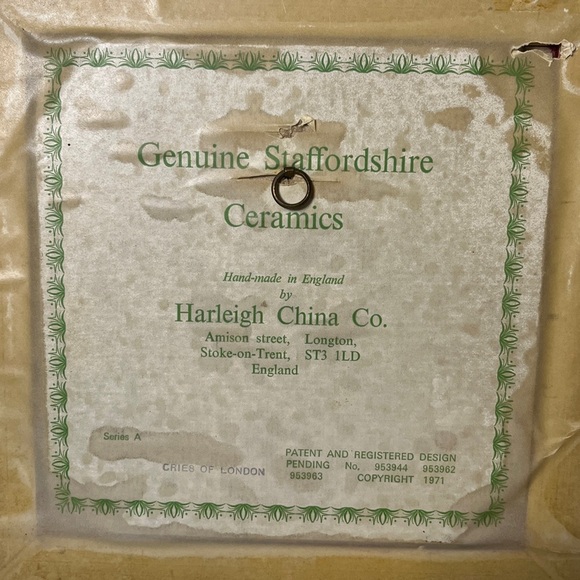 Genuine Staffordshire
Ceramics
Hand-made in England
by
Harleigh China Co.
Amison street, Longton,
Stoke-on-Trent, ST3 1LD
England
Series A
CRIES OF LONDON
PATENT AND REGISTERED DESIGN
PENDING No, 953944 953962
953963 COPYRIGHT 1971